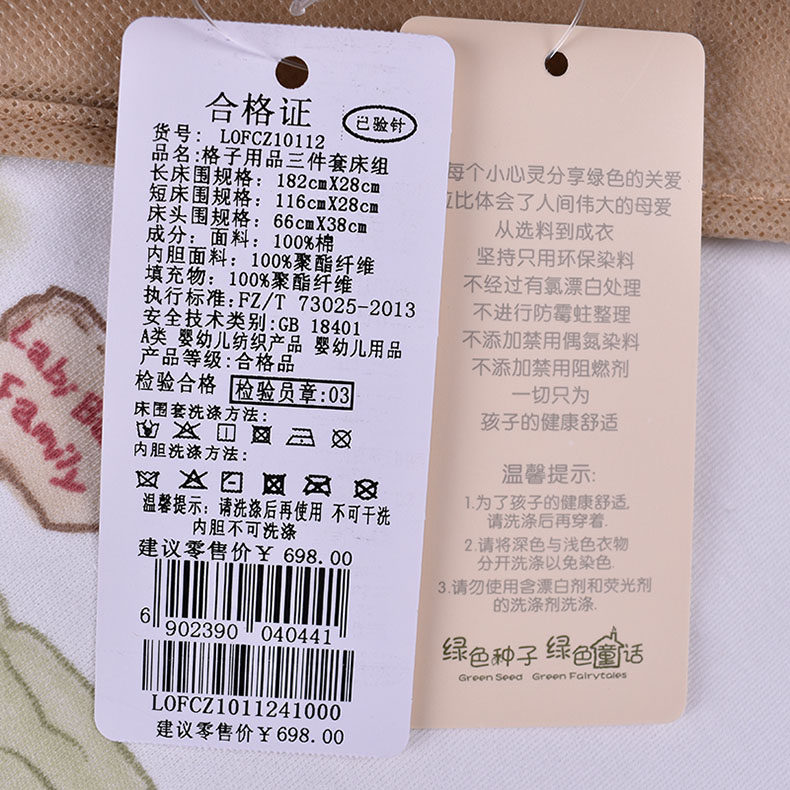 合格证
已验针
货号: LOFCZ10112
品名:格子用品三件套床组
长床围规格: 182cmX28cm
短床围规格: 116cmX28cm
床头围规格: 66cmX38cm
成分: 面料: 100%棉
内胆面料: 100%聚酯纤维
填充物: 100%聚酯纤维
执行标准:FZ/T 73025-2013
安全技术类别:GB 18401
A类 婴幼儿纺织产品 婴幼儿用品
产品等级:合格品
检验合格 检验员章:03
床围套洗涤方法:
内胆洗涤方法:
温馨提示: 请洗涤后再使用 不可干洗
内胆不可洗涤
建议零售价￥ 698.00
6 902390 040441
LOFCZ1011241000
建议零售价￥698.00
每个小心灵分享绿色的关爱
比体会了人间伟大的母爱
从选料到成衣
坚持只用环保染料
不经过有氯漂白处理
不进行防霉蛀整理
不添加禁用偶氮染料
不添加禁用阻燃剂
一切只为
孩子的健康舒适
温馨提示:
1.为了孩子的健康舒适,
请洗涤后再穿着.
2.请将深色与浅色衣物
分开洗涤以免染色.
3.请勿使用含漂白剂和荧光剂
的洗涤剂洗涤.
绿色种子 绿色童话
Green Seed Green Fairytales
Family